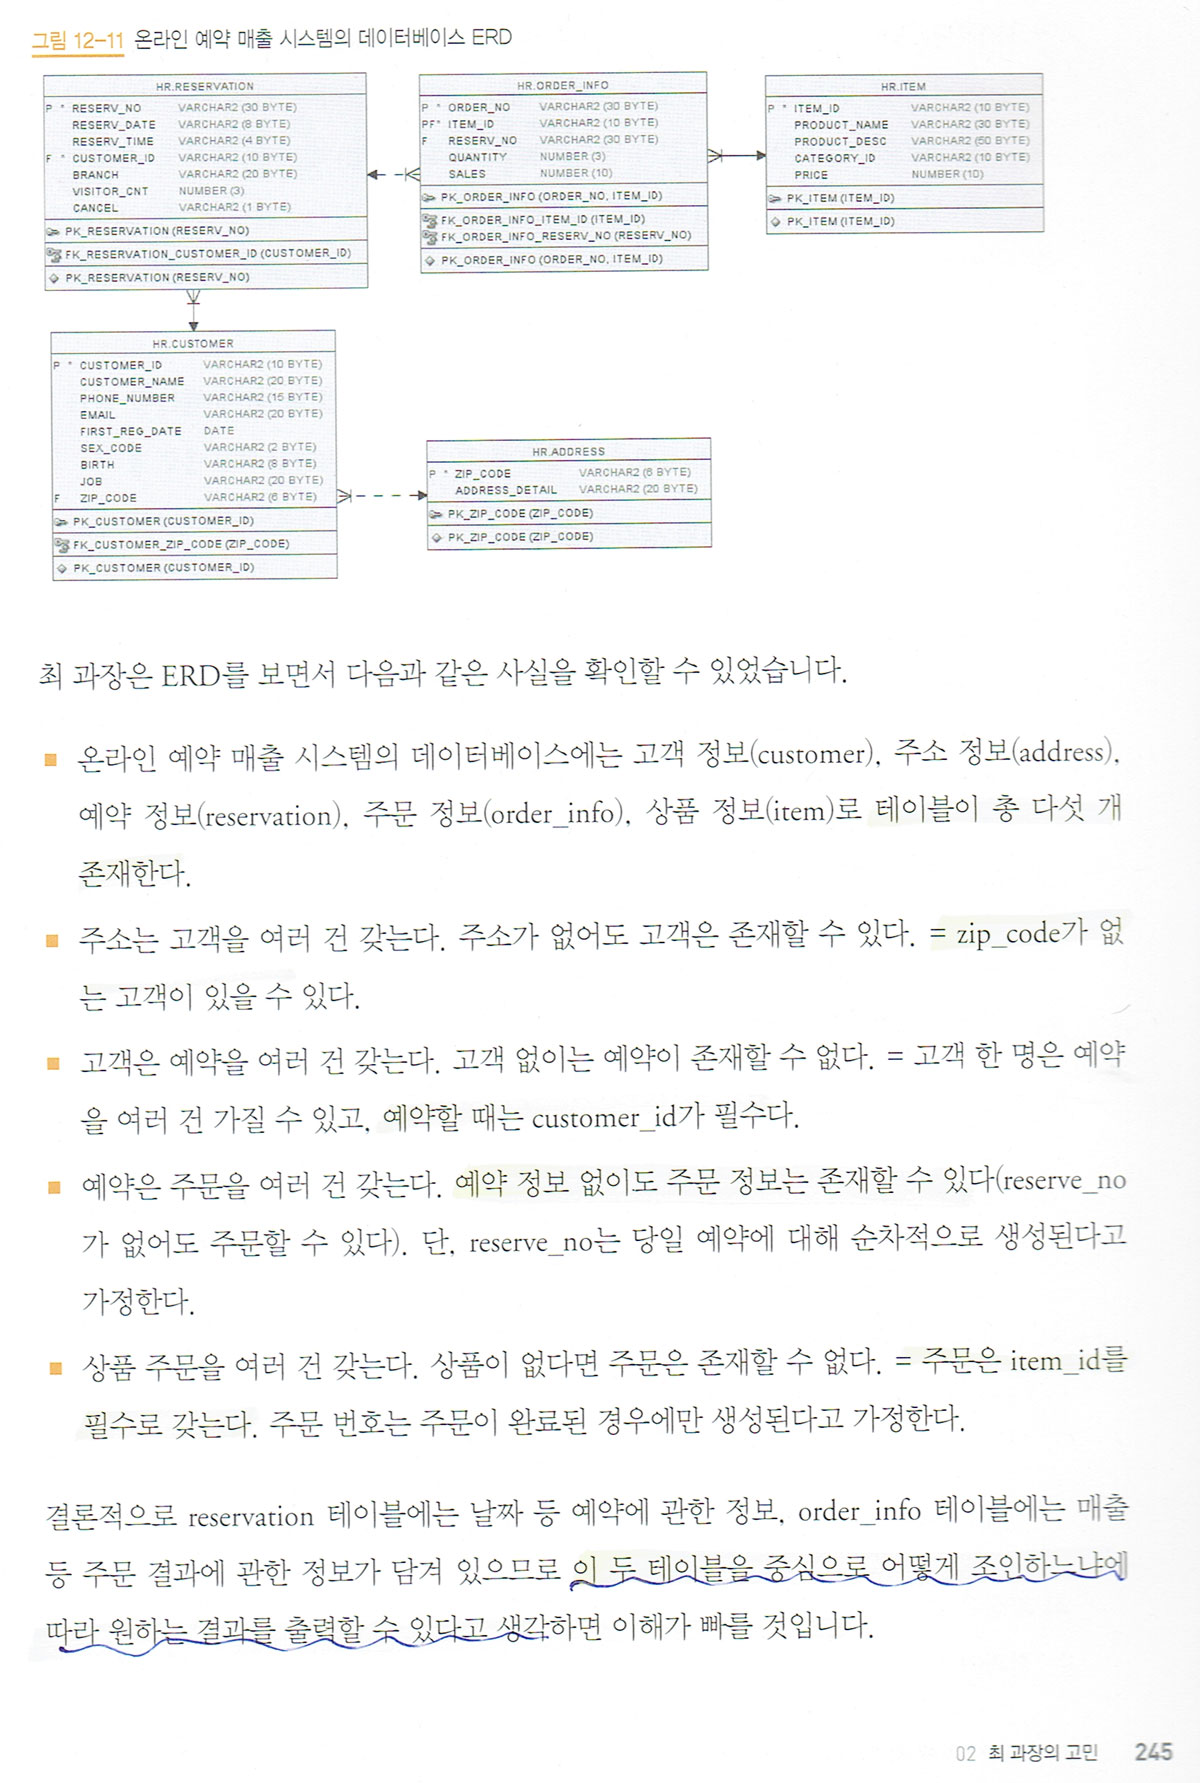 그림 12-11 온라인 예약 매출 시스템의 데이터베이스 ERD
HR.RESERVATION
P * RESERV_NO VARCHAR2 (30 BYTE)
RESERV_DATE VARCHAR2 (8 BYTE)
RESERV_TIME VARCHAR2 (4 BYTE)
F * CUSTOMER_ID VARCHAR2 (10 BYTE)
BRANCH VARCHAR2 (20 BYTE)
VISITOR_CNT NUMBER (3)
CANCEL VARCHAR2 (1 BYTE)
PK_RESERVATION (RESERV_NO)
FK_RESERVATION_CUSTOMER_ID (CUSTOMER_ID)
PK_RESERVATION (RESERV_NO)
HR.ORDER_INFO
P * ORDER_NO VARCHAR2 (30 BYTE)
PF* ITEM_ID VARCHAR2 (10 BYTE)
F RESERV_NO VARCHAR2 (30 BYTE)
QUANTITY NUMBER (3)
SALES NUMBER (10)
PK_ORDER_INFO (ORDER_NO, ITEM_ID)
FK_ORDER_INFO_ITEM_ID (ITEM_ID)
FK_ORDER_INFO_RESERV_NO (RESERV_NO)
PK_ORDER_INFO (ORDER_NO, ITEM_ID)
HR.ITEM
P * ITEM_ID VARCHAR2 (10 BYTE)
PRODUCT_NAME VARCHAR2 (30 BYTE)
PRODUCT_DESC VARCHAR2 (50 BYTE)
CATEGORY_ID VARCHAR2 (10 BYTE)
PRICE NUMBER (10)
PK_ITEM (ITEM_ID)
PK_ITEM (ITEM_ID)
HR.CUSTOMER
P * CUSTOMER_ID VARCHAR2 (10 BYTE)
CUSTOMER_NAME VARCHAR2 (20 BYTE)
PHONE_NUMBER VARCHAR2 (15 BYTE)
EMAIL VARCHAR2 (20 BYTE)
FIRST_REG_DATE DATE
SEX_CODE VARCHAR2 (2 BYTE)
BIRTH VARCHAR2 (8 BYTE)
JOB VARCHAR2 (20 BYTE)
F ZIP_CODE VARCHAR2 (6 BYTE)
PK_CUSTOMER (CUSTOMER_ID)
FK_CUSTOMER_ZIP_CODE (ZIP_CODE)
PK_CUSTOMER (CUSTOMER_ID)
HR.ADDRESS
P * ZIP_CODE VARCHAR2 (6 BYTE)
ADDRESS_DETAIL VARCHAR2 (20 BYTE)
PK_ZIP_CODE (ZIP_CODE)
PK_ZIP_CODE (ZIP_CODE)
최 과장은 ERD를 보면서 다음과 같은 사실을 확인할 수 있었습니다.
■ 온라인 예약 매출 시스템의 데이터베이스에는 고객 정보(customer), 주소 정보(address),
예약 정보(reservation), 주문 정보(order_info), 상품 정보(item)로 테이블이 총 다섯 개
존재한다.
■ 주소는 고객을 여러 건 갖는다. 주소가 없어도 고객은 존재할 수 있다. = zip_code가 없
는 고객이 있을 수 있다.
■ 고객은 예약을 여러 건 갖는다. 고객 없이는 예약이 존재할 수 없다. = 고객 한 명은 예약
을 여러 건 가질 수 있고, 예약할 때는 customer_id가 필수다.
■ 예약은 주문을 여러 건 갖는다. 예약 정보 없이도 주문 정보는 존재할 수 있다(reserve_no
가 없어도 주문할 수 있다). 단, reserve_no는 당일 예약에 대해 순차적으로 생성된다고
가정한다.
■ 상품 주문을 여러 건 갖는다. 상품이 없다면 주문은 존재할 수 없다. = 주문은 item_id를
필수로 갖는다. 주문 번호는 주문이 완료된 경우에만 생성된다고 가정한다.
결론적으로 reservation 테이블에는 날짜 등 예약에 관한 정보, order_info 테이블에는 매출
등 주문 결과에 관한 정보가 담겨 있으므로 이 두 테이블을 중심으로 어떻게 조인하느냐에
따라 원하는 결과를 출력할 수 있다고 생각하면 이해가 빠를 것입니다.
02 최 과장의 고민 245